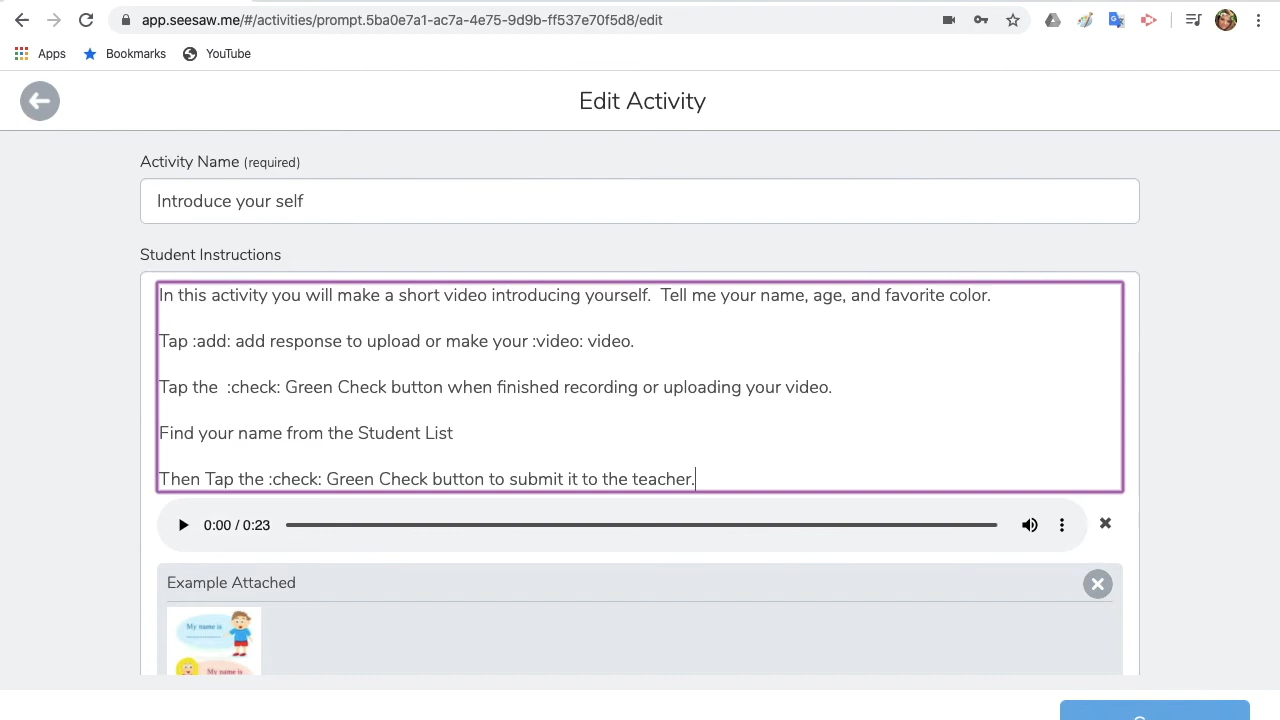 app.seesaw.me/#/activities/prompt.5ba0e7a1-ac7a-4e75-9d9b-ff537e70f5d8/edit
Apps Bookmarks YouTube
Edit Activity
Activity Name (required)
Introduce your self
Student Instructions
In this activity you will make a short video introducing yourself.  Tell me your name, age, and favorite color.
Tap :add: add response to upload or make your :video: video.
Tap the  :check: Green Check button when finished recording or uploading your video.
Find your name from the Student List
Then Tap the :check: Green Check button to submit it to the teacher.
0:00 / 0:23
Example Attached
My name is
My name is